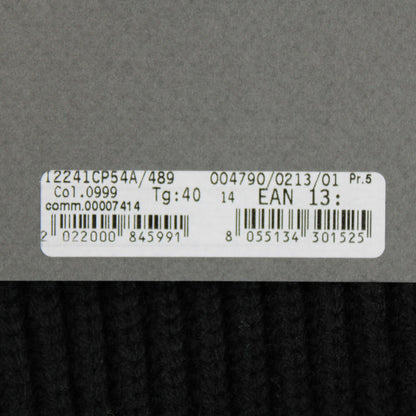 I2241CP54A/489 004790/0213/01 Pr.5
Col.0999 Tg:40 14 EAN 13:
comm.00007414
2 022000 845991 8 055134 301525